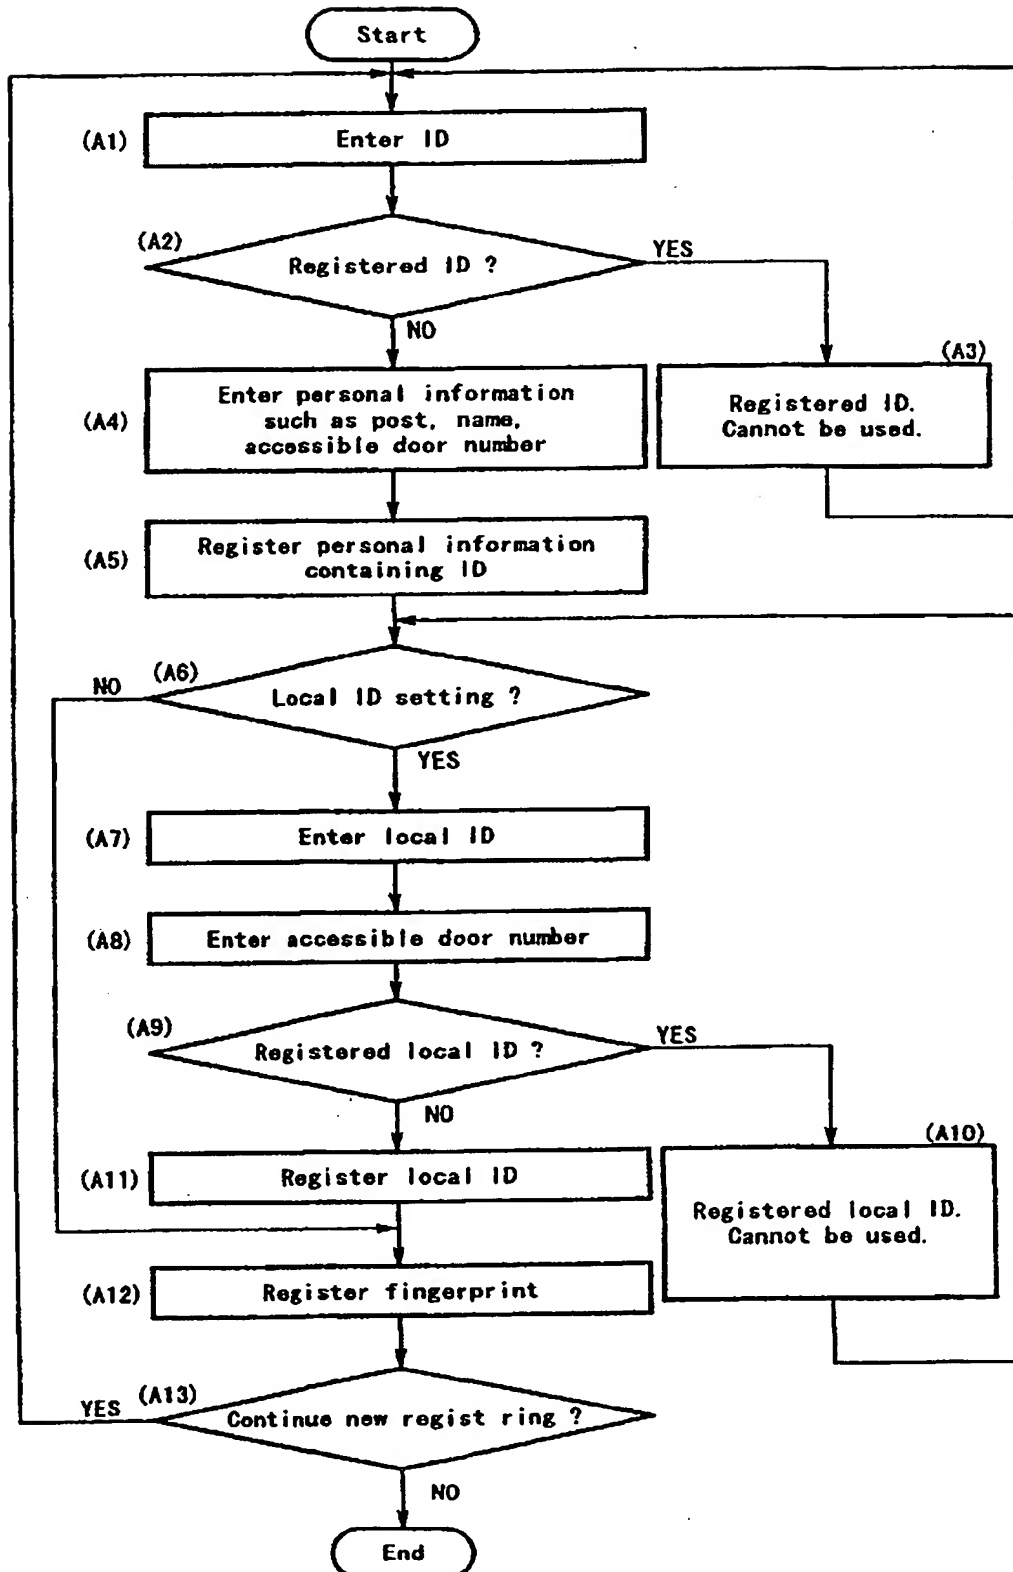 Start
(A1)
Enter ID
(A2)
Registered ID ?
YES
NO
(A3)
Registered ID.
Cannot be used.
(A4)
Enter personal information
such as post, name,
accessible door number
(A5)
Register personal information
containing ID
(A6)
NO
Local ID setting ?
YES
(A7)
Enter local ID
(A8)
Enter accessible door number
(A9)
Registered local ID ?
YES
NO
(A10)
Registered local ID.
Cannot be used.
(A11)
Register local ID
(A12)
Register fingerprint
(A13)
YES
Continue new regist ring ?
NO
End